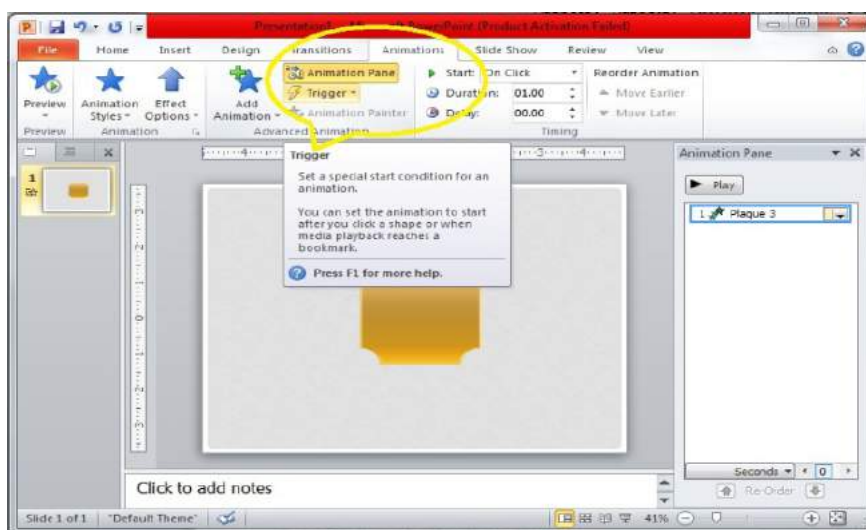 Presentation1 - Microsoft PowerPoint (Product Activation Failed)
File Home Insert Design Transitions Animations Slide Show Review View
Preview
Animation Styles
Effect Options
Add Animation
Animation Pane
Trigger
Animation Painter
Start: On Click
Duration: 01.00
Delay: 00.00
Reorder Animation
Move Earlier
Move Later
Preview Animation Advanced Animation Timing
1
Trigger
Set a special start condition for an
animation.
You can set the animation to start
after you click a shape or when
media playback reaches a
bookmark.
Press F1 for more help.
Animation Pane
Play
1 Plaque 3
Seconds 0
Re-Order
Click to add notes
Slide 1 of 1 "Default Theme" 41%